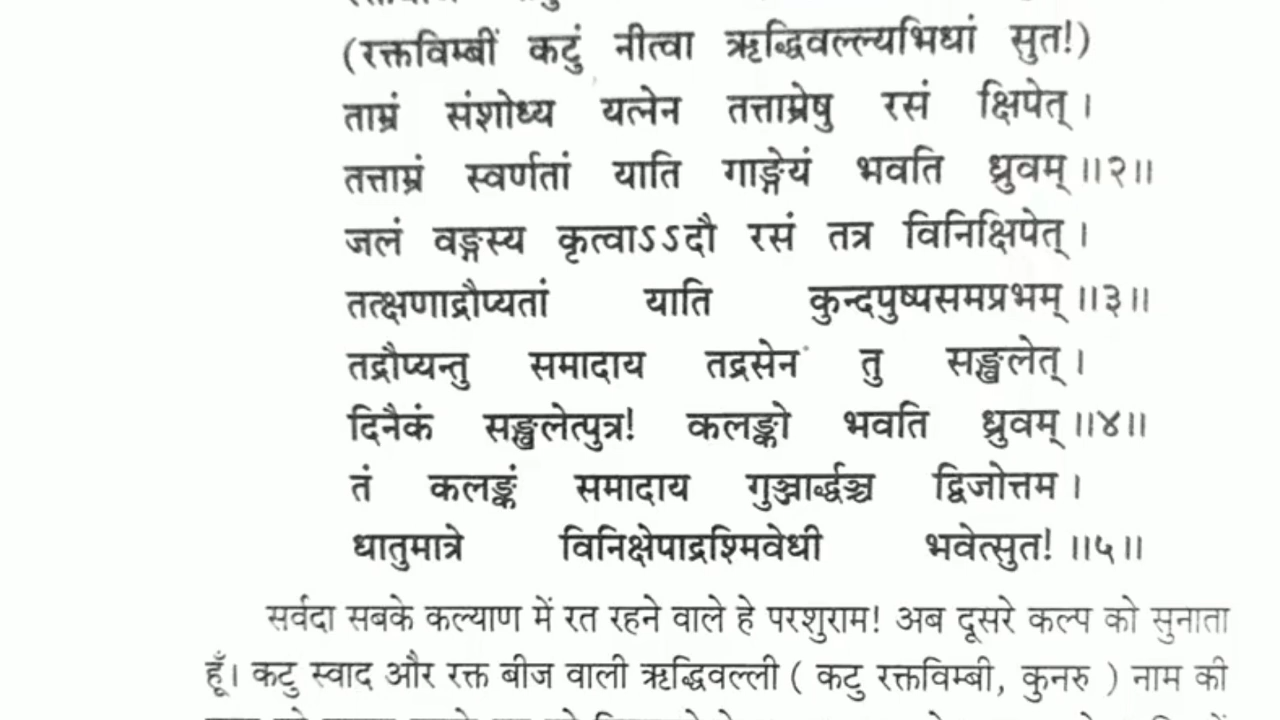 (रक्तविम्बीं कटुं नीत्वा ऋद्धिवल्ल्यभिधां सुत!)
ताम्रं संशोध्य यत्नेन तत्ताम्रेषु रसं क्षिपेत् ।
तत्ताम्रं स्वर्णतां याति गाङ्गेयं भवति ध्रुवम् ॥२॥
जलं वङ्गस्य कृत्वाऽऽदौ रसं तत्र विनिक्षिपेत् ।
तत्क्षणाद्रौप्यतां याति कुन्दपुष्पसमप्रभम् ॥३॥
तद्रौप्यन्तु समादाय तद्रसेन तु सङ्खलेत् ।
दिनैकं सङ्खलेत्पुत्र! कलङ्को भवति ध्रुवम् ॥४॥
तं कलङ्कं समादाय गुञ्जार्द्धञ्च द्विजोत्तम ।
धातुमात्रे विनिक्षेपाद्रश्मिवेधी भवेत्सुत! ॥५॥
सर्वदा सबके कल्याण में रत रहने वाले हे परशुराम! अब दूसरे कल्प को सुनाता
हूँ। कटु स्वाद और रक्त बीज वाली ऋद्धिवल्ली ( कटु रक्तविम्बी, कुनरु ) नाम की